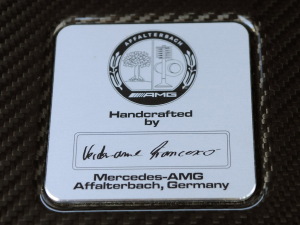 AFFALTERBACH
AMG
Handcrafted
by
Mercedes-AMG
Affalterbach, Germany